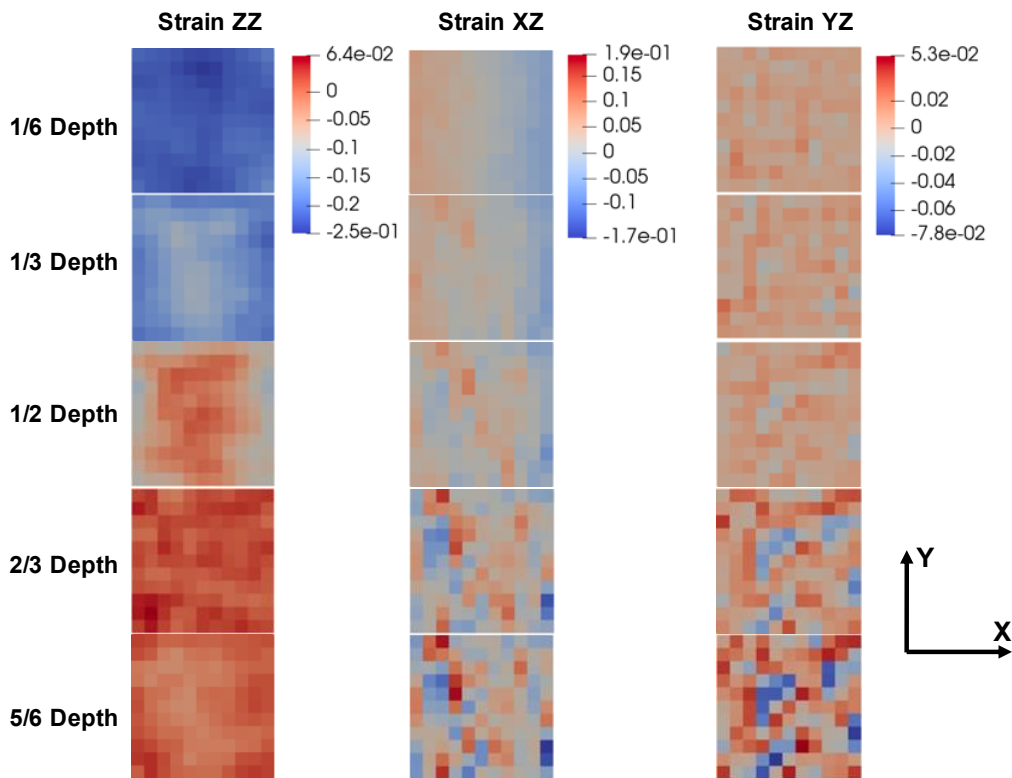 Strain ZZ
Strain XZ
Strain YZ
6.4e-02
0
-0.05
-0.1
-0.15
-0.2
-2.5e-01
1.9e-01
0.15
0.1
0.05
0
-0.05
-0.1
-1.7e-01
5.3e-02
0.02
0
-0.02
-0.04
-0.06
-7.8e-02
1/6 Depth
1/3 Depth
1/2 Depth
2/3 Depth
5/6 Depth
Y
X